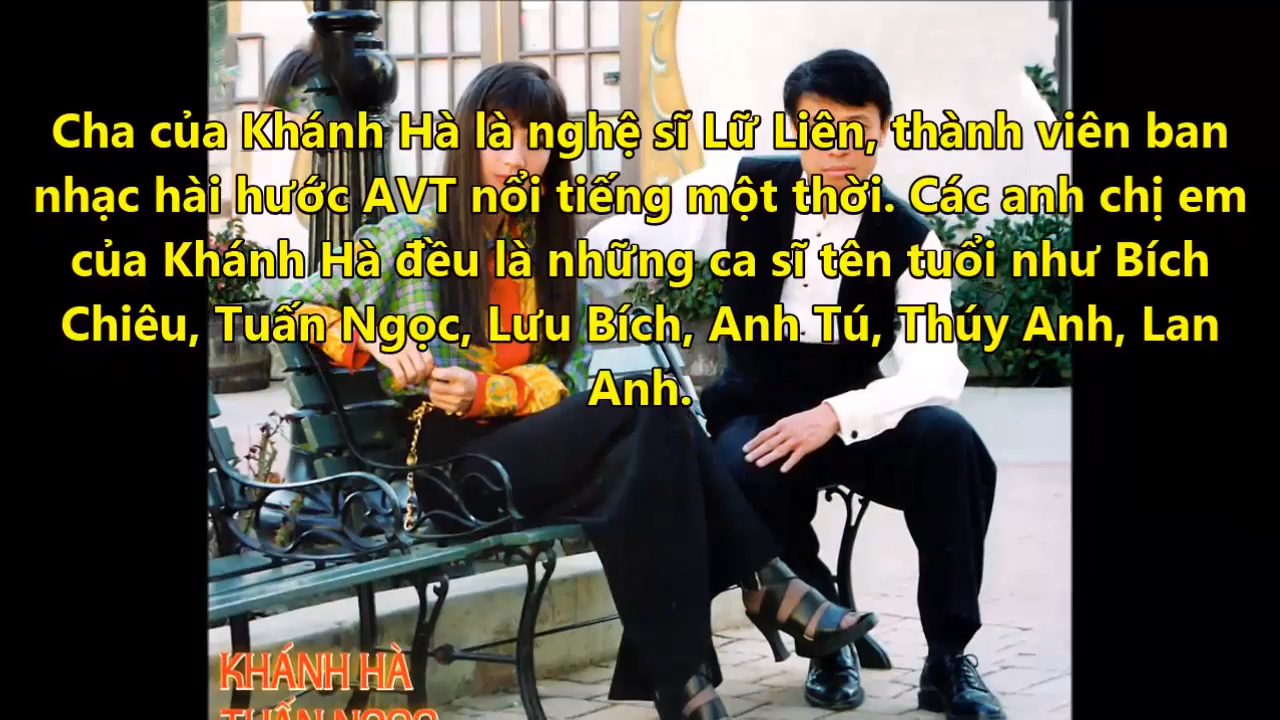 Cha của Khánh Hà là nghệ sĩ Lữ Liên, thành viên ban
nhạc hài hước AVT nổi tiếng một thời. Các anh chị em
của Khánh Hà đều là những ca sĩ tên tuổi như Bích
Chiêu, Tuấn Ngọc, Lưu Bích, Anh Tú, Thúy Anh, Lan
Anh.
KHÁNH HÀ
TUẤN NGỌC